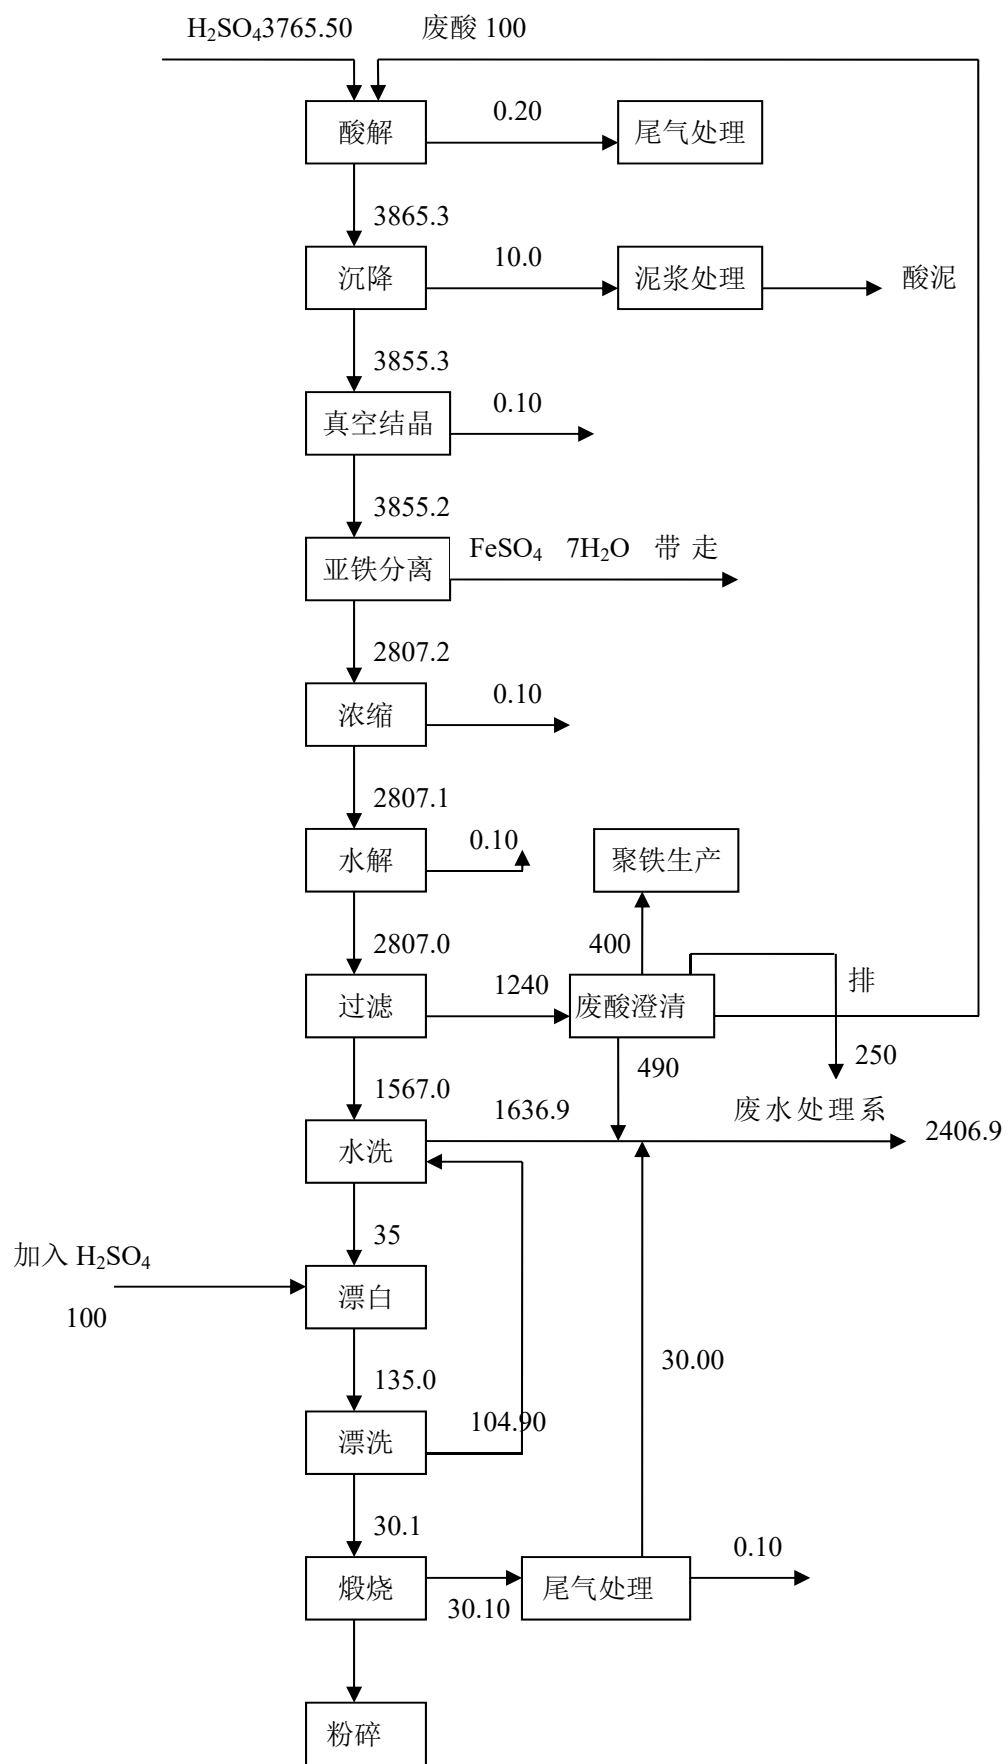 H₂SO₄3765.50
废酸 100
酸解
0.20
尾气处理
3865.3
沉降
10.0
泥浆处理
酸泥
3855.3
真空结晶
0.10
3855.2
亚铁分离
FeSO₄ 7H₂O 带 走
2807.2
浓缩
0.10
2807.1
水解
0.10
聚铁生产
2807.0
400
过滤
1240
废酸澄清
排
250
1567.0
490
1636.9
废水处理系
2406.9
水洗
35
加入 H₂SO₄
100
漂白
135.0
30.00
漂洗
104.90
30.1
煅烧
30.10
尾气处理
0.10
粉碎